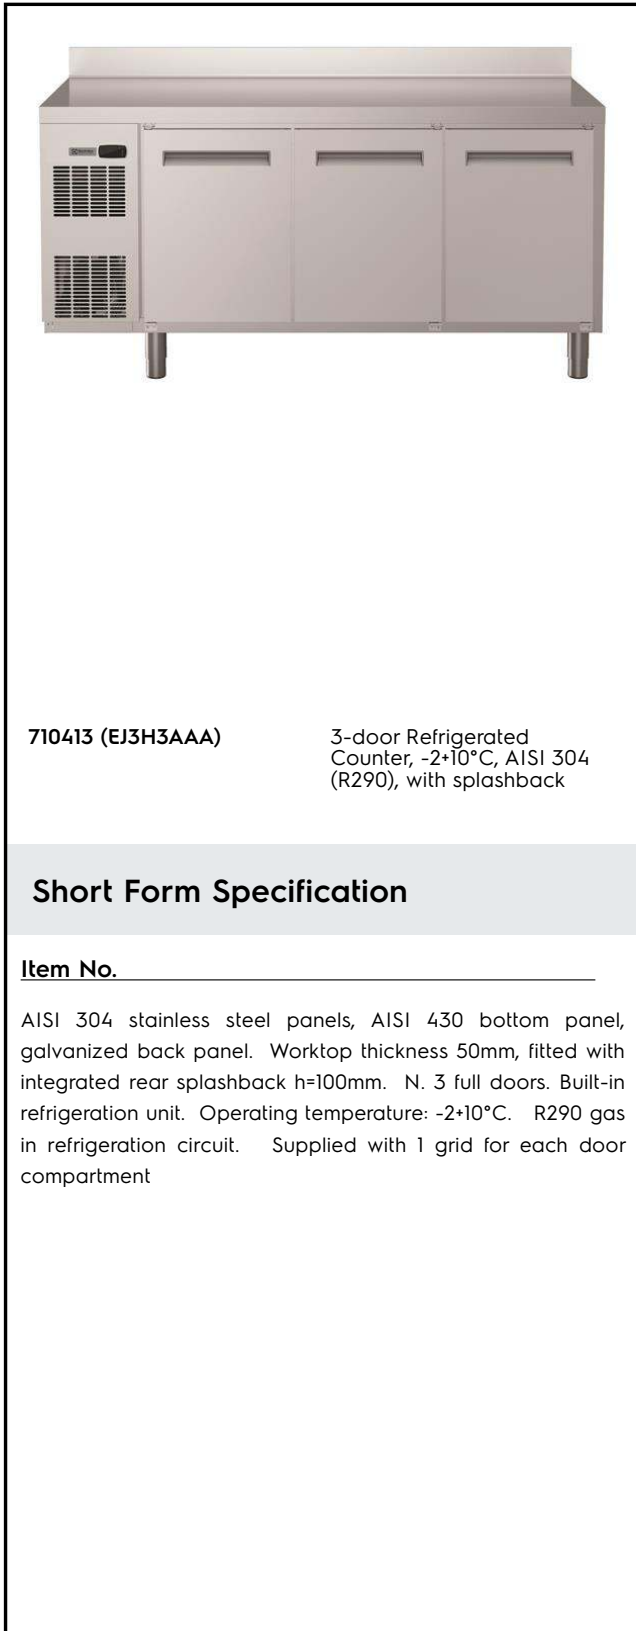 710413 (EJ3H3AAA)
3-door Refrigerated
Counter, -2+10°C, AISI 304
(R290), with splashback
Short Form Specification
Item No.
AISI 304 stainless steel panels, AISI 430 bottom panel,
galvanized back panel. Worktop thickness 50mm, fitted with
integrated rear splashback h=100mm. N. 3 full doors. Built-in
refrigeration unit. Operating temperature: -2+10°C. R290 gas
in refrigeration circuit. Supplied with 1 grid for each door
compartment